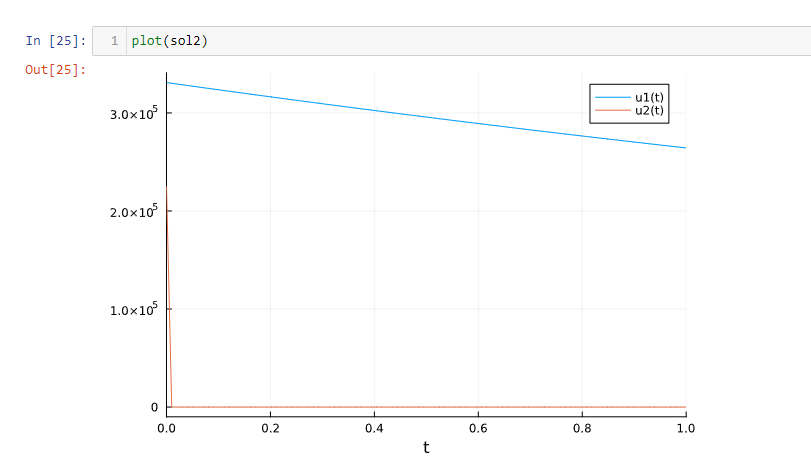 In [25]: 1 plot(sol2)
Out[25]:
u1(t)
u2(t)
3.0×10⁵
2.0×10⁵
1.0×10⁵
0
0.0 0.2 0.4 0.6 0.8 1.0
t